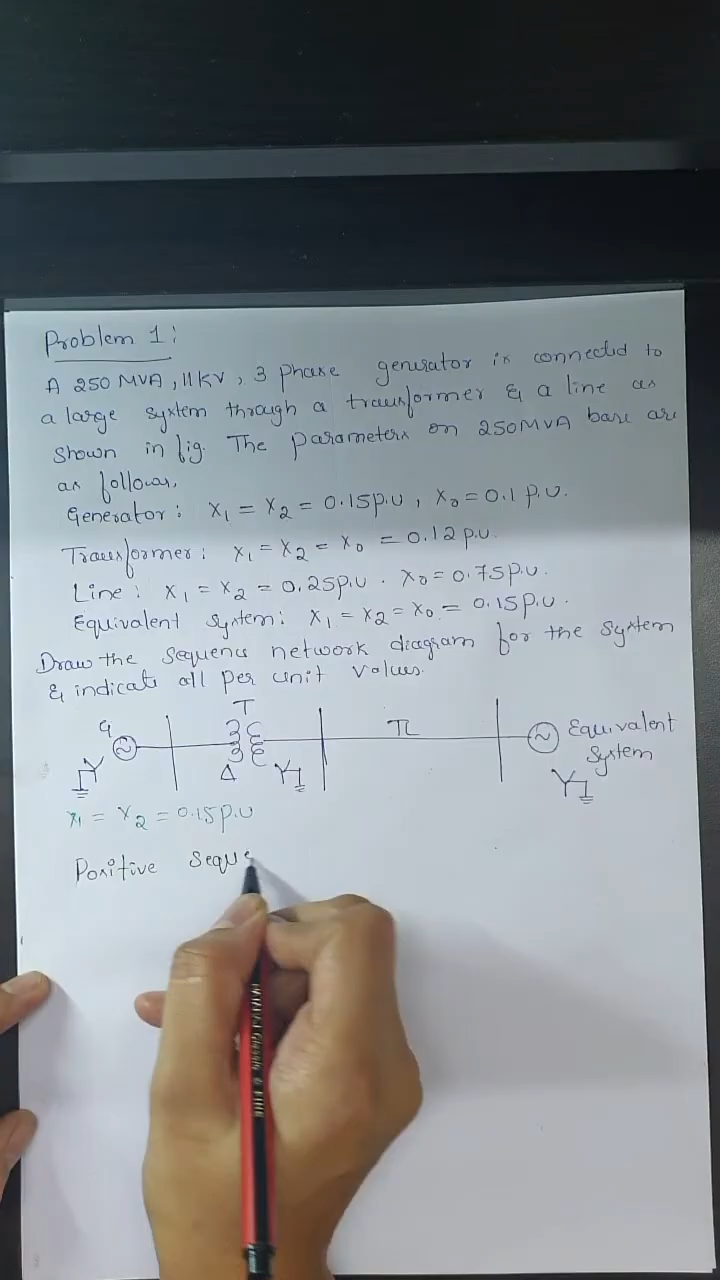 Problem 1:
A 250 MVA, 11KV, 3 Phase generator is connected to
a large system through a transformer & a line as
shown in fig. The parameters on 250MVA base are
as follows.
Generator: X1 = X2 = 0.15p.u, X0 = 0.1 p.u.
Transformer: X1 = X2 = X0 = 0.12 p.u.
Line: X1 = X2 = 0.25p.u. X0 = 0.75p.u.
Equivalent System: X1 = X2 = X0 = 0.15p.u.
Draw the sequence network diagram for the system
& indicate all per unit values.
G T TL Equivalent
System
Δ
X1 = X2 = 0.15p.u
Positive Seque